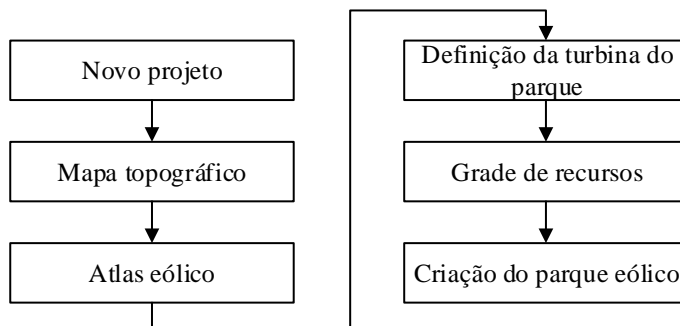 Novo projeto
Mapa topográfico
Atlas eólico
Definição da turbina do
parque
Grade de recursos
Criação do parque eólico